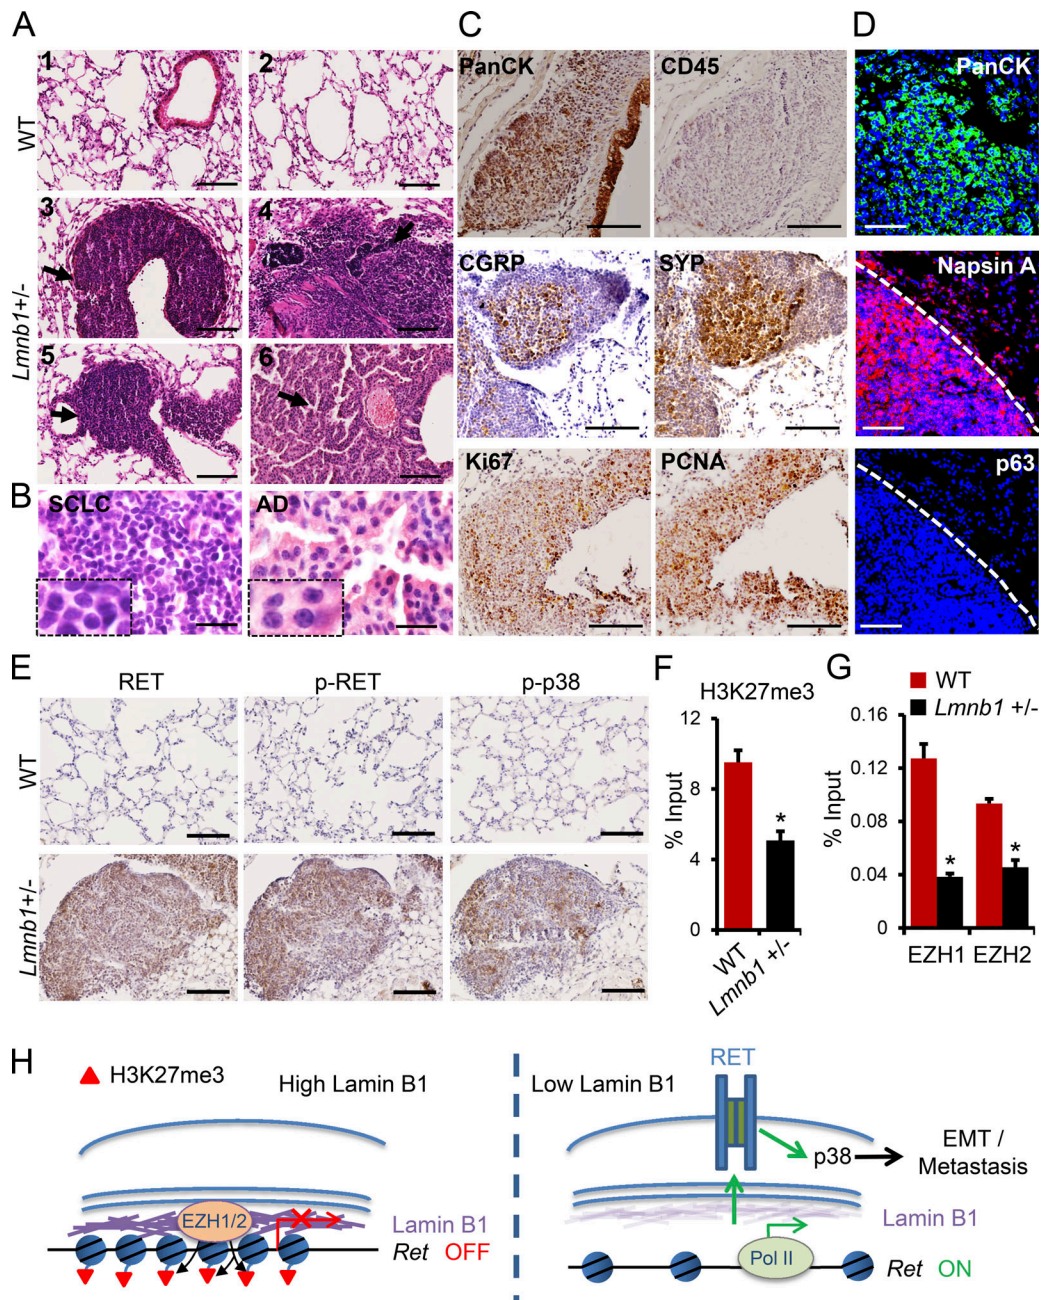 A
WT
1
2
Lmnb1+/-
3
4
5
6
B
SCLC
AD
C
PanCK
CD45
CGRP
SYP
Ki67
PCNA
D
PanCK
Napsin A
p63
E
RET
p-RET
p-p38
WT
Lmnb1+/-
F
H3K27me3
% Input
12
8
4
0
WT
Lmnb1 +/-
G
WT
Lmnb1 +/-
% Input
0.16
0.12
0.08
0.04
0
*
*
*
EZH1
EZH2
H
H3K27me3
High Lamin B1
EZH1/2
Lamin B1
Ret OFF
Low Lamin B1
RET
p38
EMT /
Metastasis
Lamin B1
Pol II
Ret ON